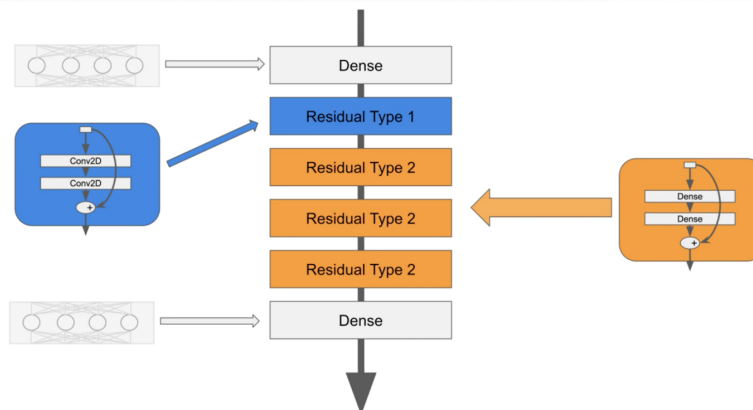 Dense
Residual Type 1
Conv2D
Conv2D
+
Residual Type 2
Residual Type 2
Residual Type 2
Dense
Dense
Dense
+